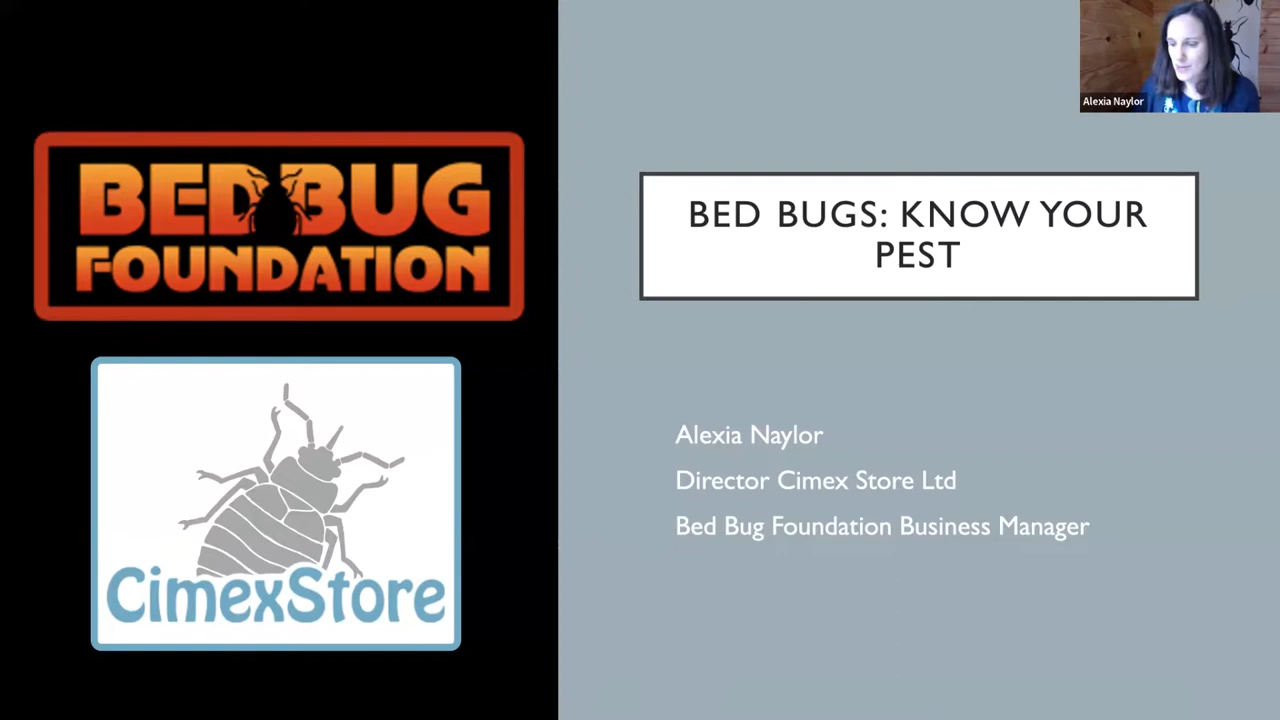 BED BUG
FOUNDATION
CimexStore
Alexia Naylor
BED BUGS: KNOW YOUR
PEST
Alexia Naylor
Director Cimex Store Ltd
Bed Bug Foundation Business Manager